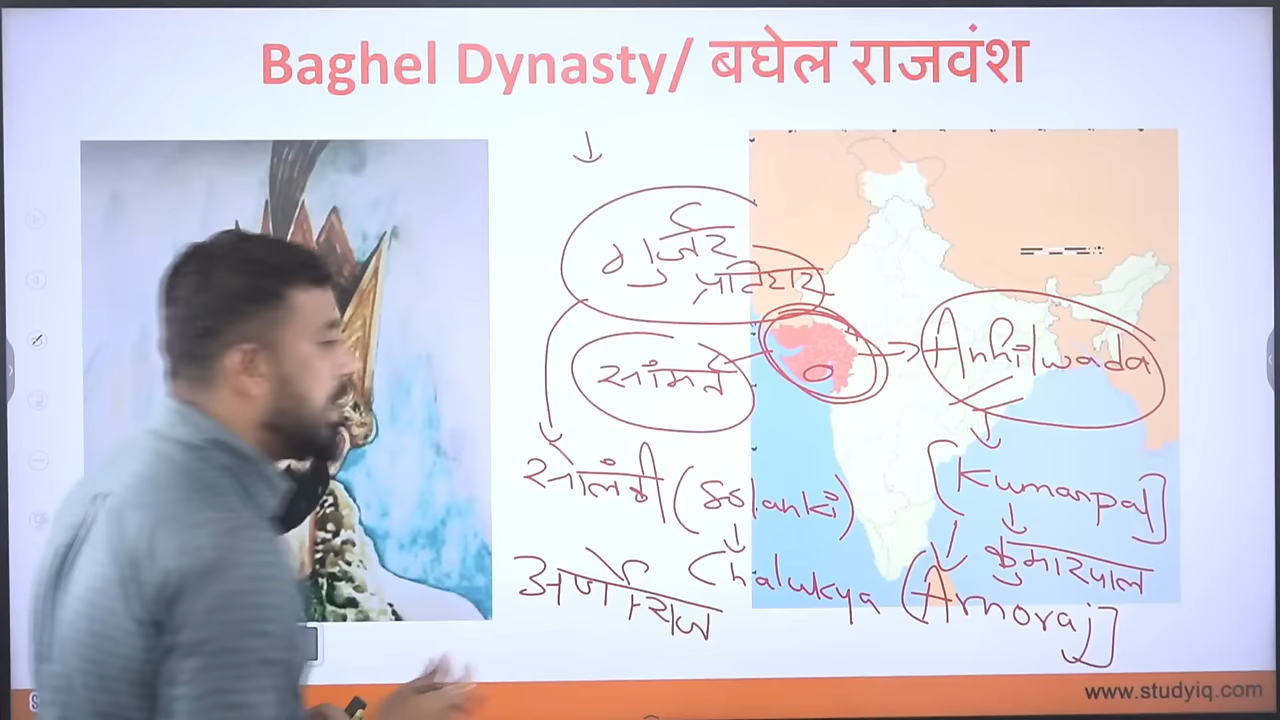 Baghel Dynasty/ बघेल राजवंश
गुर्जर
प्रतिहार
सामंत
Anhilwada
सोलंकी (Solanki)
[Kumarpal]
कुमारपाल
Chalukya
अर्णोराज
[Arnoraj]
www.studyiq.com